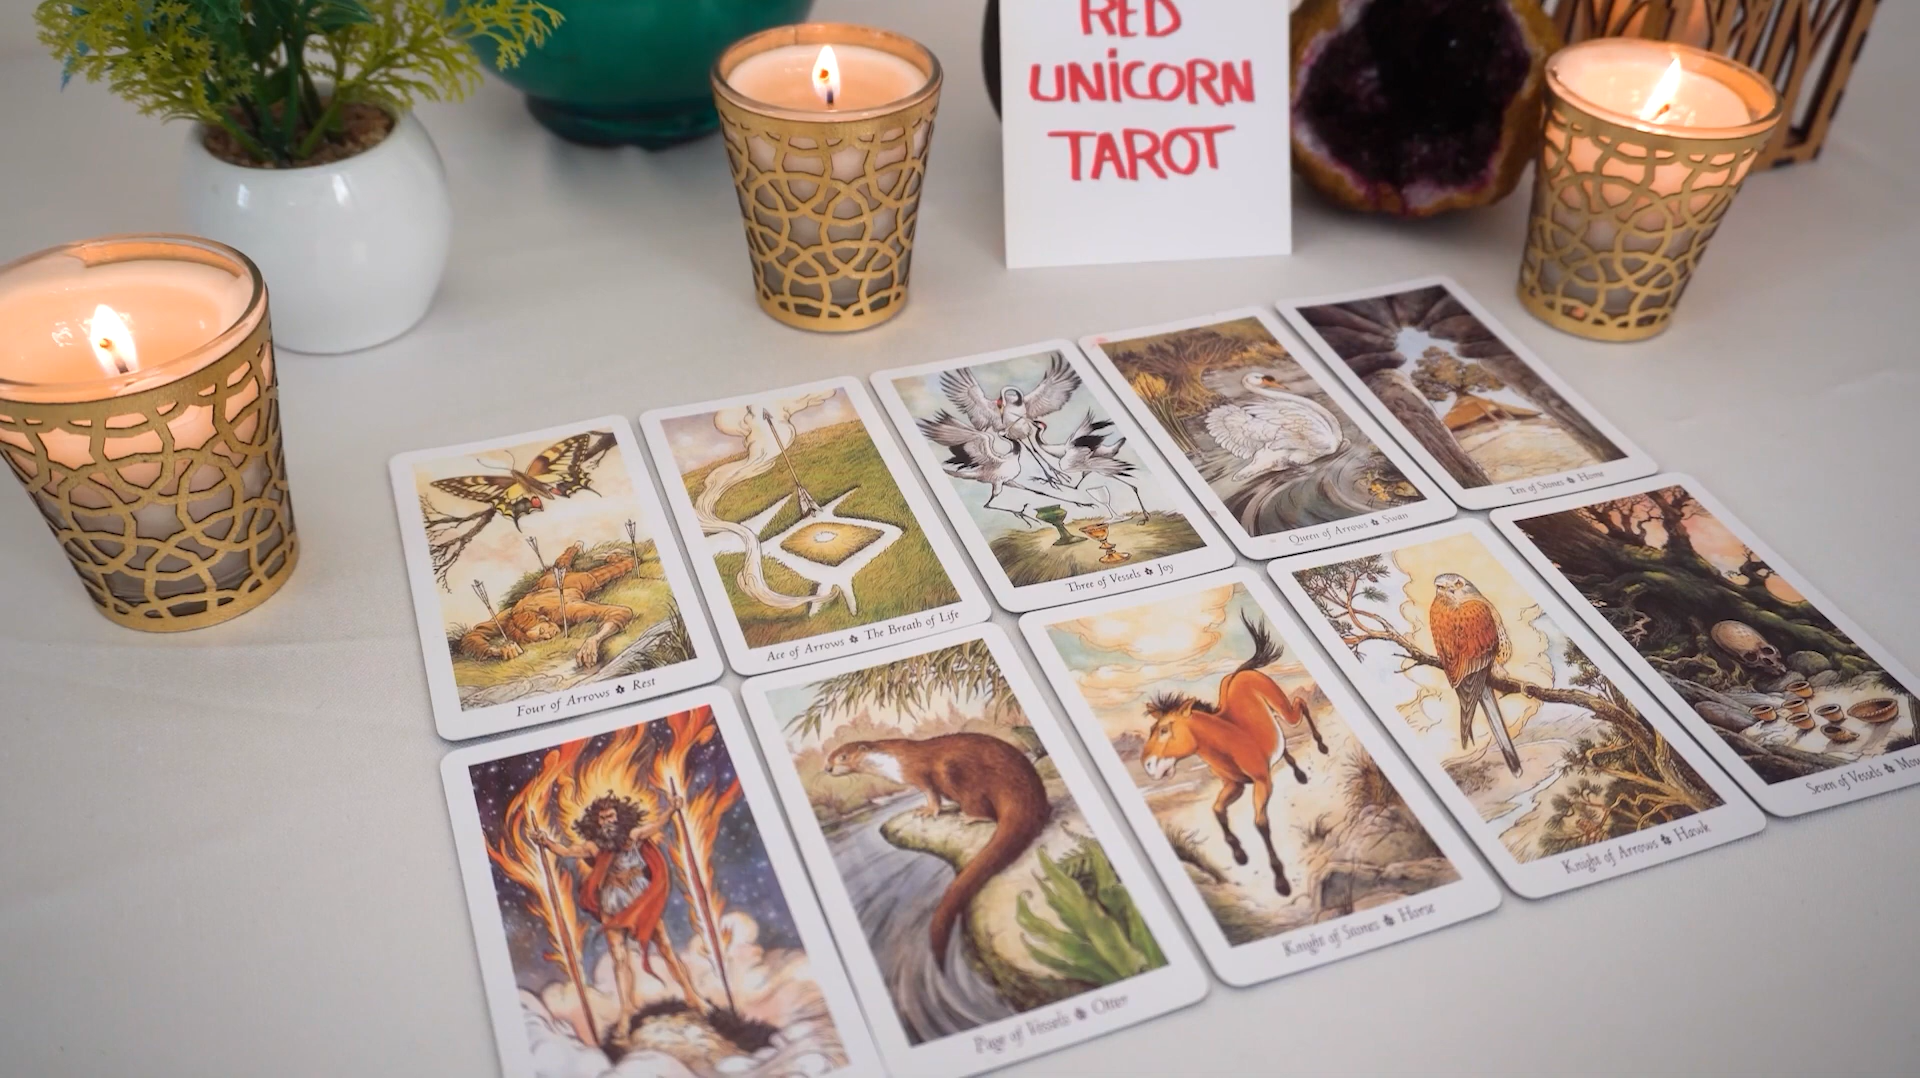 RED
UNiCORN
TAROT
Four of Arrows Rest
Ace of Arrows The Breath of Life
Three of Vessels Joy
Queen of Arrows Swan
Ten of Stones Home
Page of Vessels Otter
Knight of Stones Horse
Knight of Arrows Hawk
Seven of Vessels